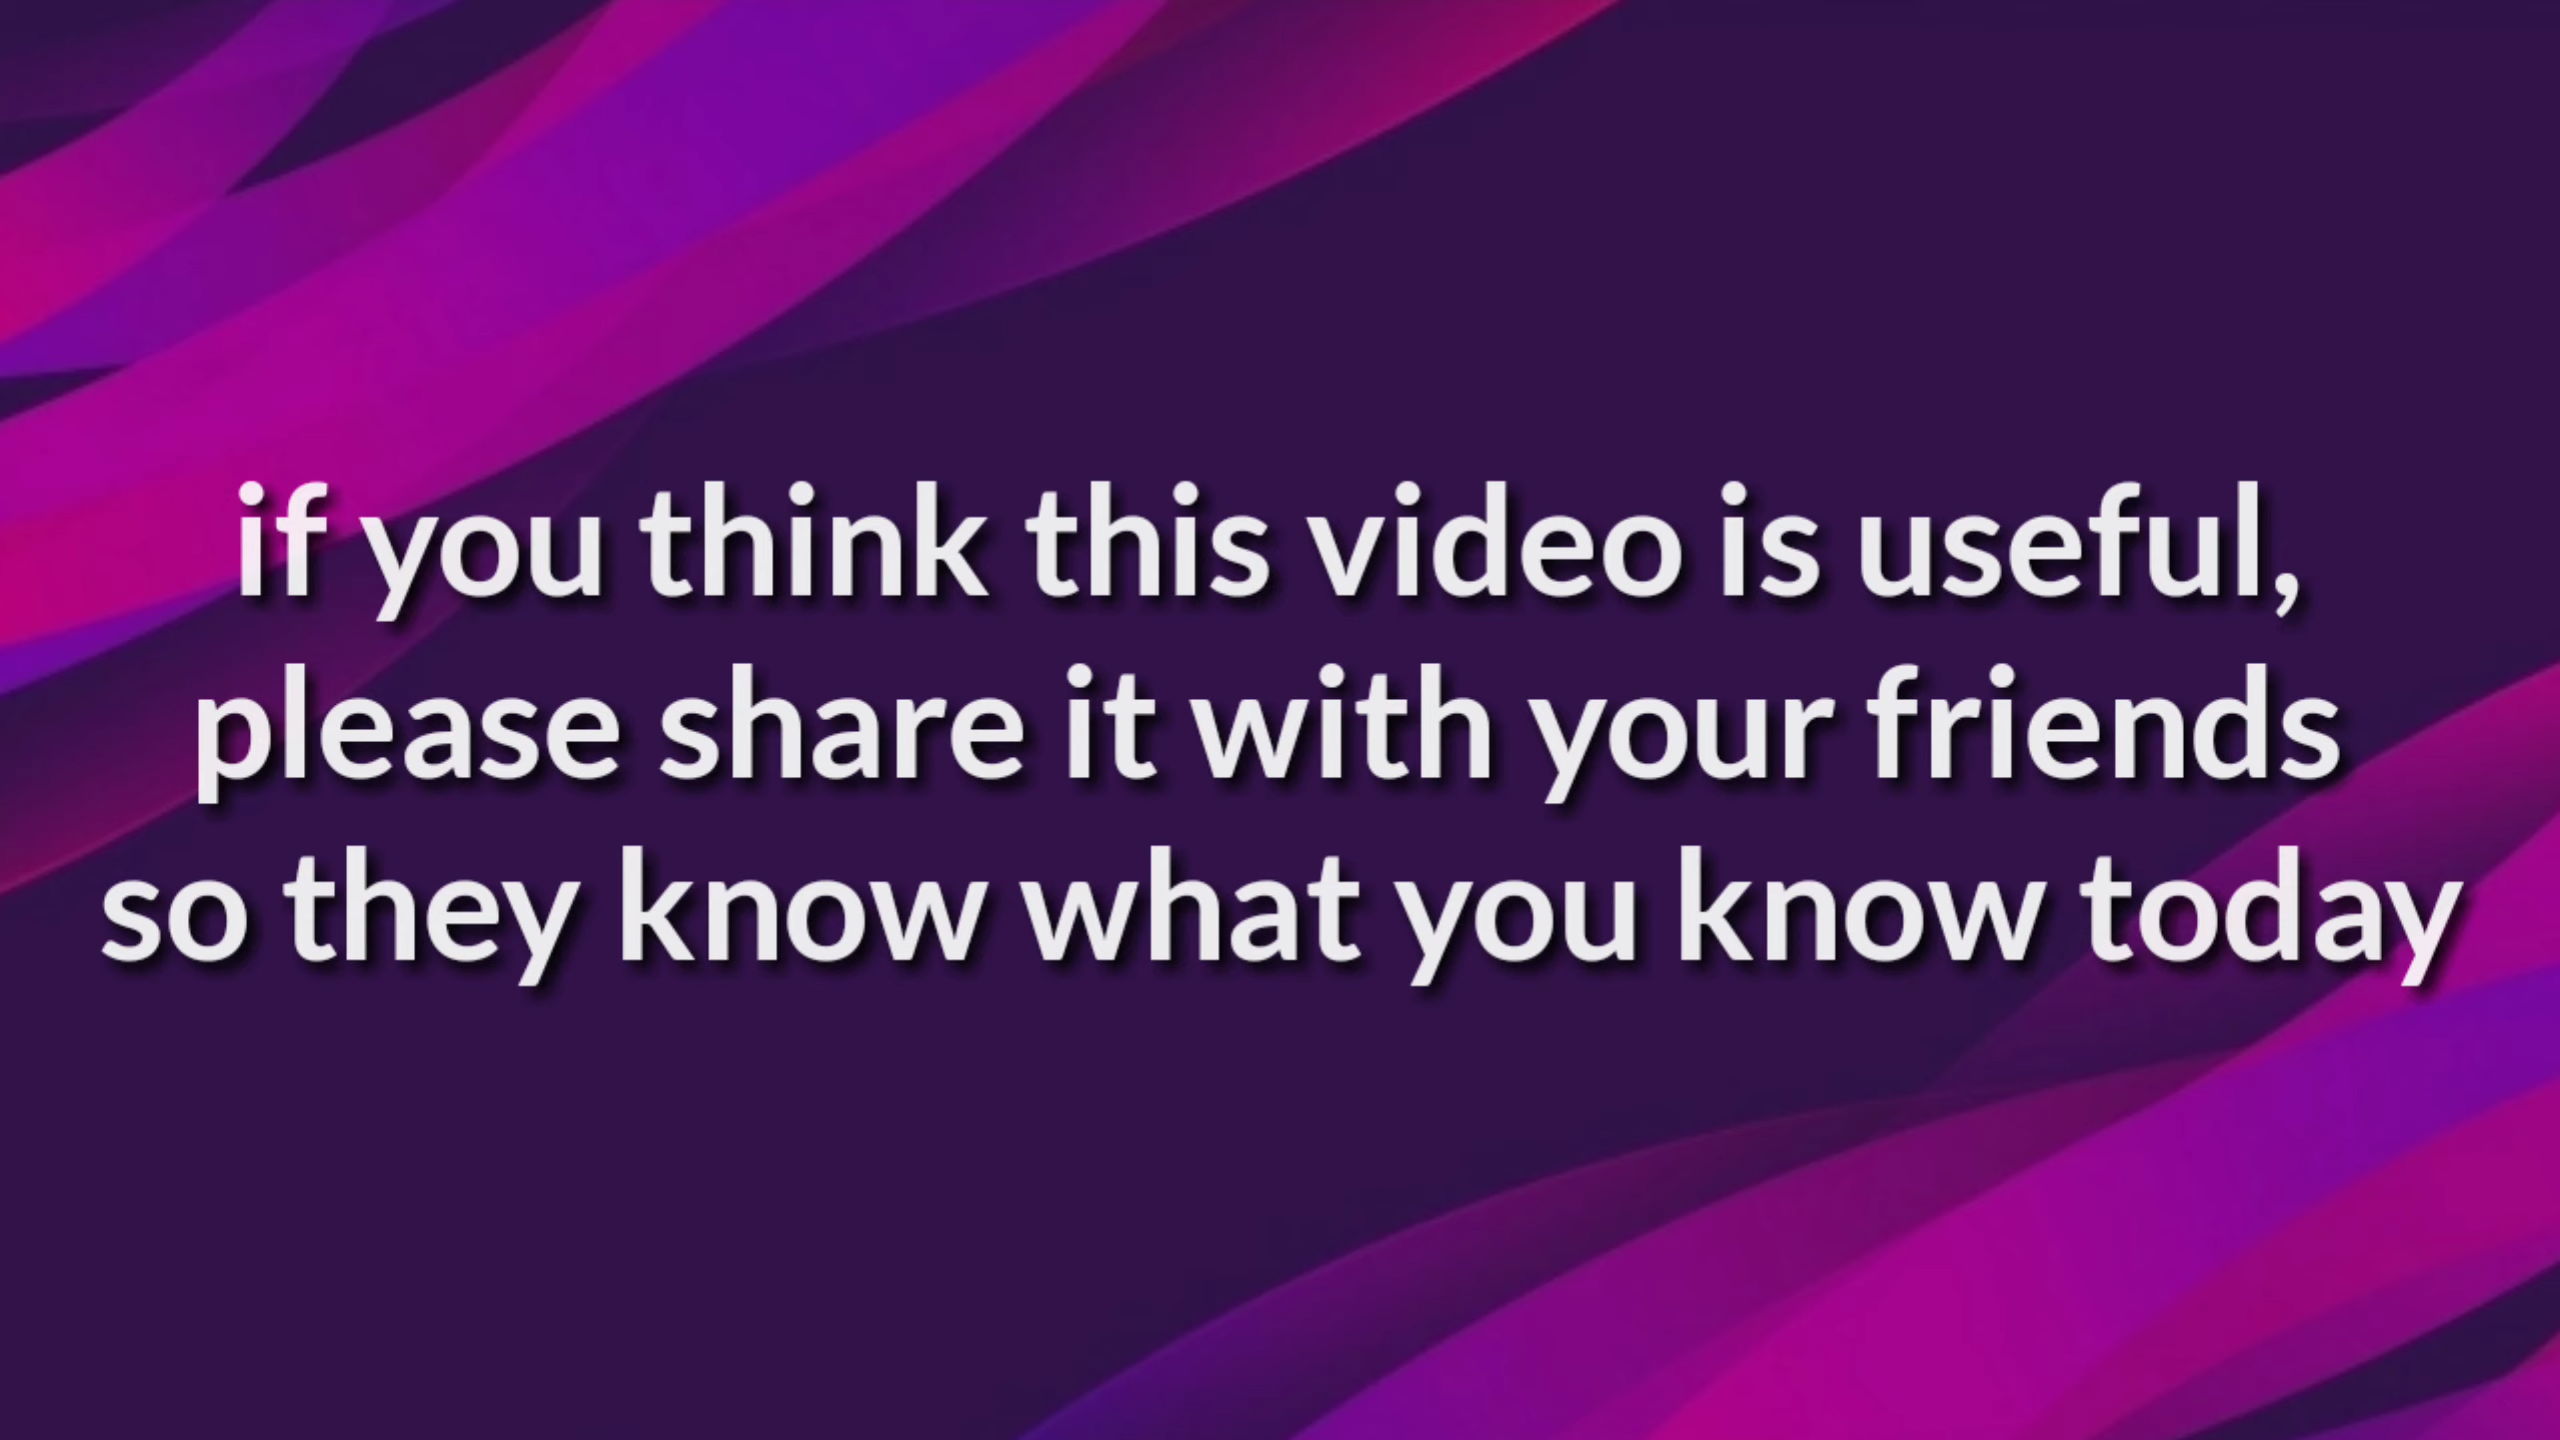 if you think this video is useful,
please share it with your friends
so they know what you know today